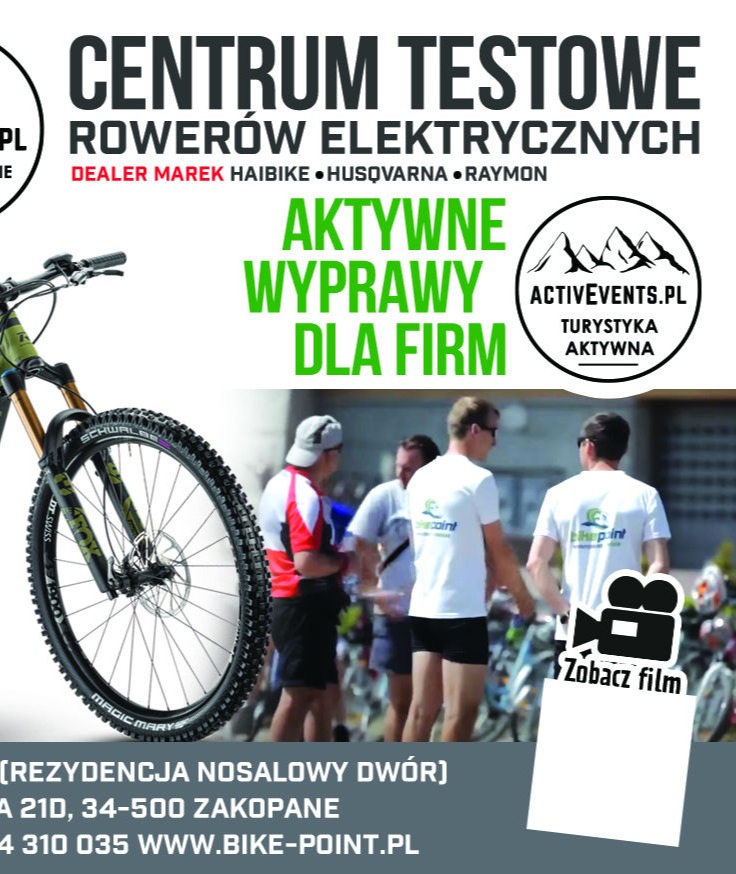 CENTRUM TESTOWE
ROWERÓW ELEKTRYCZNYCH
DEALER MAREK HAIBIKE • HUSQVARNA • RAYMON
PL
IE
AKTYWNE
WYPRAWY
DLA FIRM
ACTIVEVENTS.PL
TURYSTYKA
AKTYWNA
SCHWALBE
FOX
DT SWISS
MAGIC MARY
bikepoint
bikepoint
Zobacz film
(REZYDENCJA NOSALOWY DWÓR)
A 21D, 34-500 ZAKOPANE
4 310 035 WWW.BIKE-POINT.PL